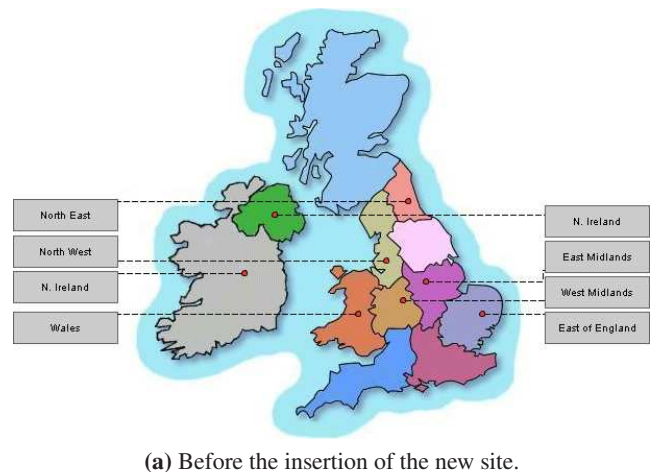 North East
North West
N. Ireland
Wales
N. Ireland
East Midlands
West Midlands
East of England
(a) Before the insertion of the new site.